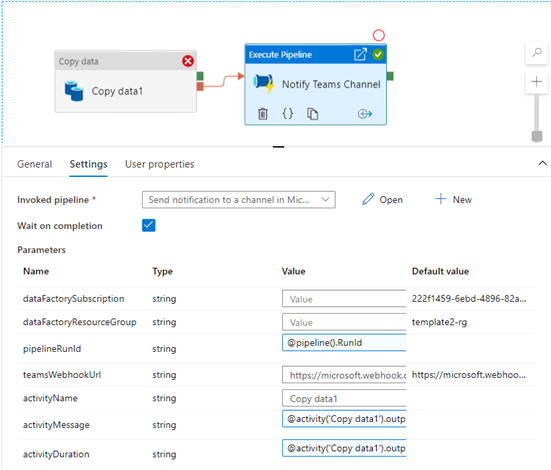 Copy data
Copy data1
Execute Pipeline
Notify Teams Channel
{}
General
Settings
User properties
Invoked pipeline *
Send notification to a channel in Mic...
Open
New
Wait on completion
Parameters
Name
Type
Value
Default value
dataFactorySubscription
string
Value
222f1459-6ebd-4896-82a...
dataFactoryResourceGroup
string
Value
template2-rg
pipelineRunId
string
@pipeline().RunId
teamsWebhookUrl
string
https://microsoft.webhook.c
https://microsoft.webhoo...
activityName
string
Copy data1
activityMessage
string
@activity('Copy data1').outp
activityDuration
string
@activity('Copy data1').outp